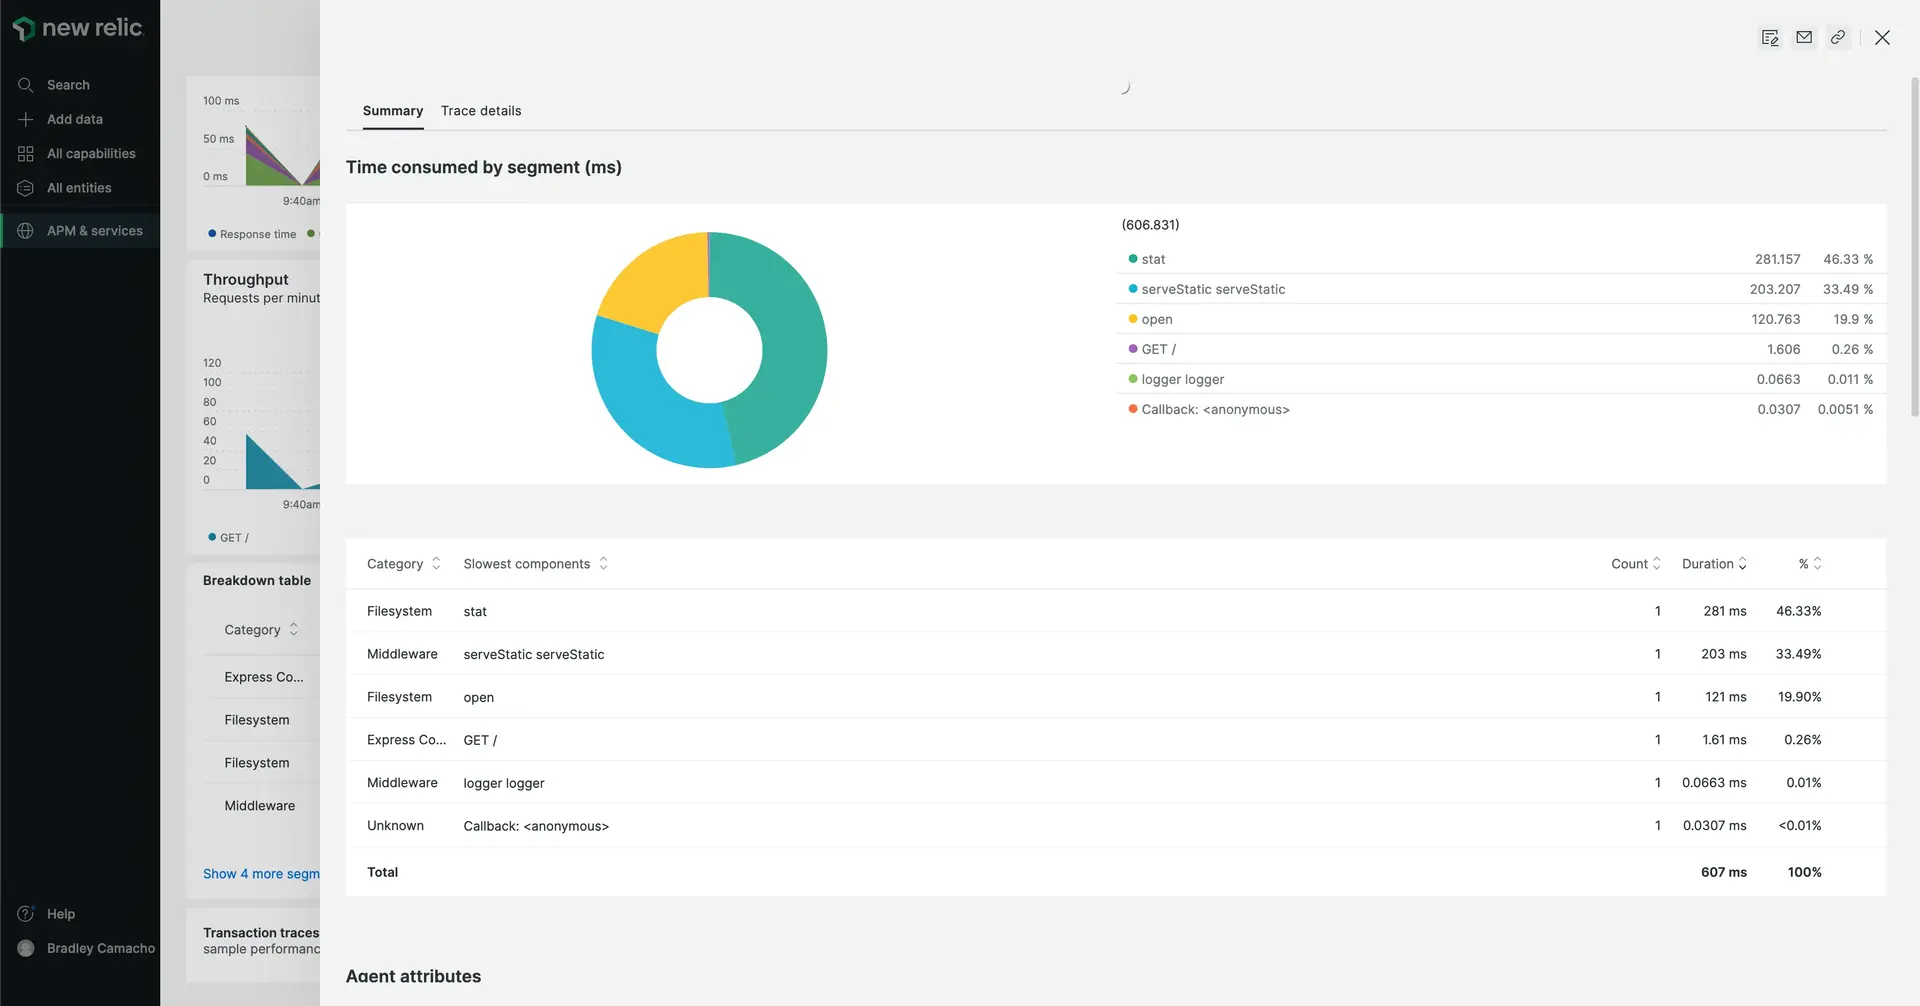 new relic
Search
Add data
All capabilities
All entities
APM & services
Help
Bradley Camacho
100 ms
50 ms
0 ms
9:40am
Response time
Throughput
Requests per minut
120
100
80
60
40
20
0
9:40am
GET /
Breakdown table
Category
Express Co...
Filesystem
Filesystem
Middleware
Show 4 more segm
Transaction traces
sample performanc
Summary Trace details
Time consumed by segment (ms)
(606.831)
stat 281.157 46.33 %
serveStatic serveStatic 203.207 33.49 %
open 120.763 19.9 %
GET / 1.606 0.26 %
logger logger 0.0663 0.011 %
Callback: <anonymous> 0.0307 0.0051 %
Category Slowest components Count Duration %
Filesystem stat 1 281 ms 46.33%
Middleware serveStatic serveStatic 1 203 ms 33.49%
Filesystem open 1 121 ms 19.90%
Express Co... GET / 1 1.61 ms 0.26%
Middleware logger logger 1 0.0663 ms 0.01%
Unknown Callback: <anonymous> 1 0.0307 ms <0.01%
Total 607 ms 100%
Agent attributes